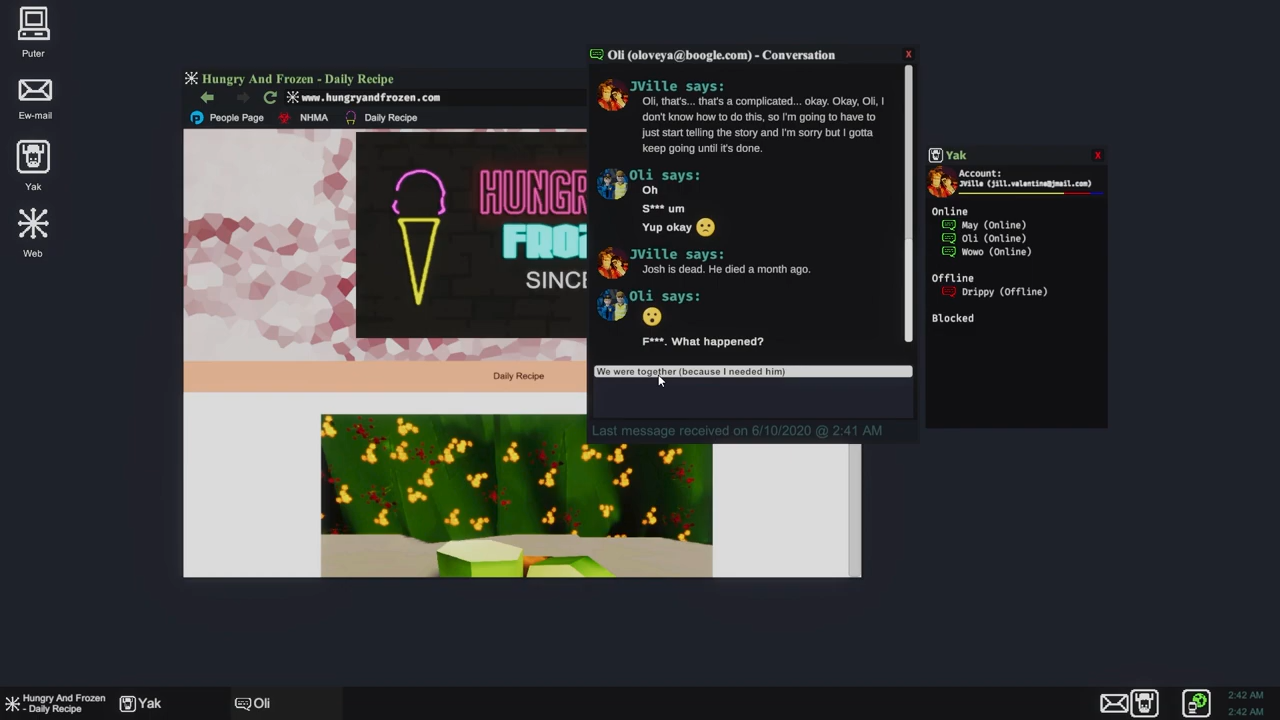 Puter
Ew-mail
Yak
Web
Hungry And Frozen - Daily Recipe
www.hungryandfrozen.com
People Page
NHMA
Daily Recipe
SINCE
Daily Recipe
Oli (oloveya@boogle.com) - Conversation
X
JVille says:
Oli, that's... that's a complicated... okay. Okay, Oli, I
don't know how to do this, so I'm going to have to
just start telling the story and I'm sorry but I gotta
keep going until it's done.
Oli says:
Oh
S*** um
Yup okay
JVille says:
Josh is dead. He died a month ago.
Oli says:
F***. What happened?
We were together (because I needed him)
Last message received on 6/10/2020 @ 2:41 AM
Yak
X
Account:
JVille (jill.valentine@jmail.com)
Online
May (Online)
Oli (Online)
Wowo (Online)
Offline
Drippy (Offline)
Blocked
Hungry And Frozen
- Daily Recipe
Yak
Oli
2:42 AM
2:42 AM